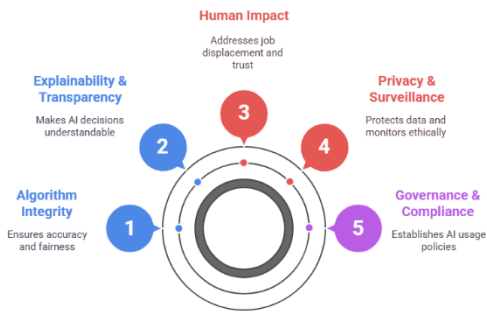 Human Impact
Addresses job
displacement and
trust
Explainability &
Transparency
Makes AI decisions
understandable
Privacy &
Surveillance
Protects data and
monitors ethically
3
2
4
Algorithm
Integrity
Ensures accuracy
and fairness
1
5
Governance &
Compliance
Establishes AI usage
policies